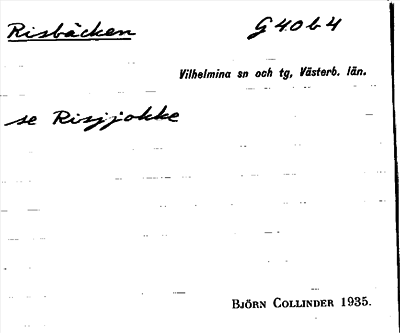 Risbäcken G 40 b 4
Vilhelmina sn och tg, Västerb. län.
se Risjjokke
BJÖRN COLLINDER 1935.